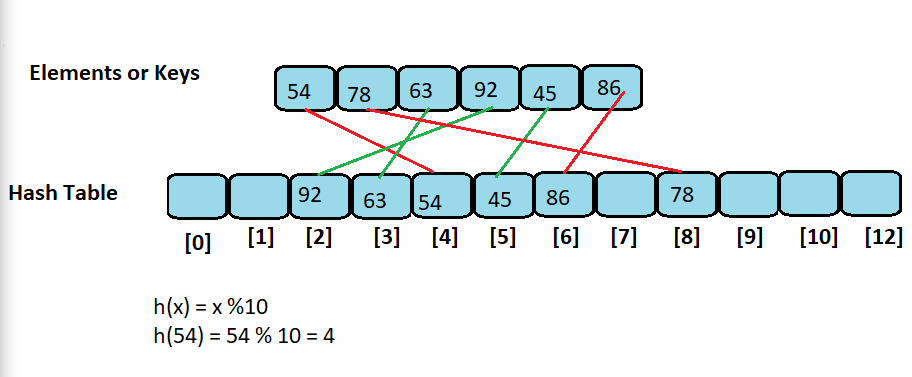 Elements or Keys
54 78 63 92 45 86
Hash Table
92 63 54 45 86 78
[0] [1] [2] [3] [4] [5] [6] [7] [8] [9] [10] [12]
h(x) = x %10
h(54) = 54 % 10 = 4